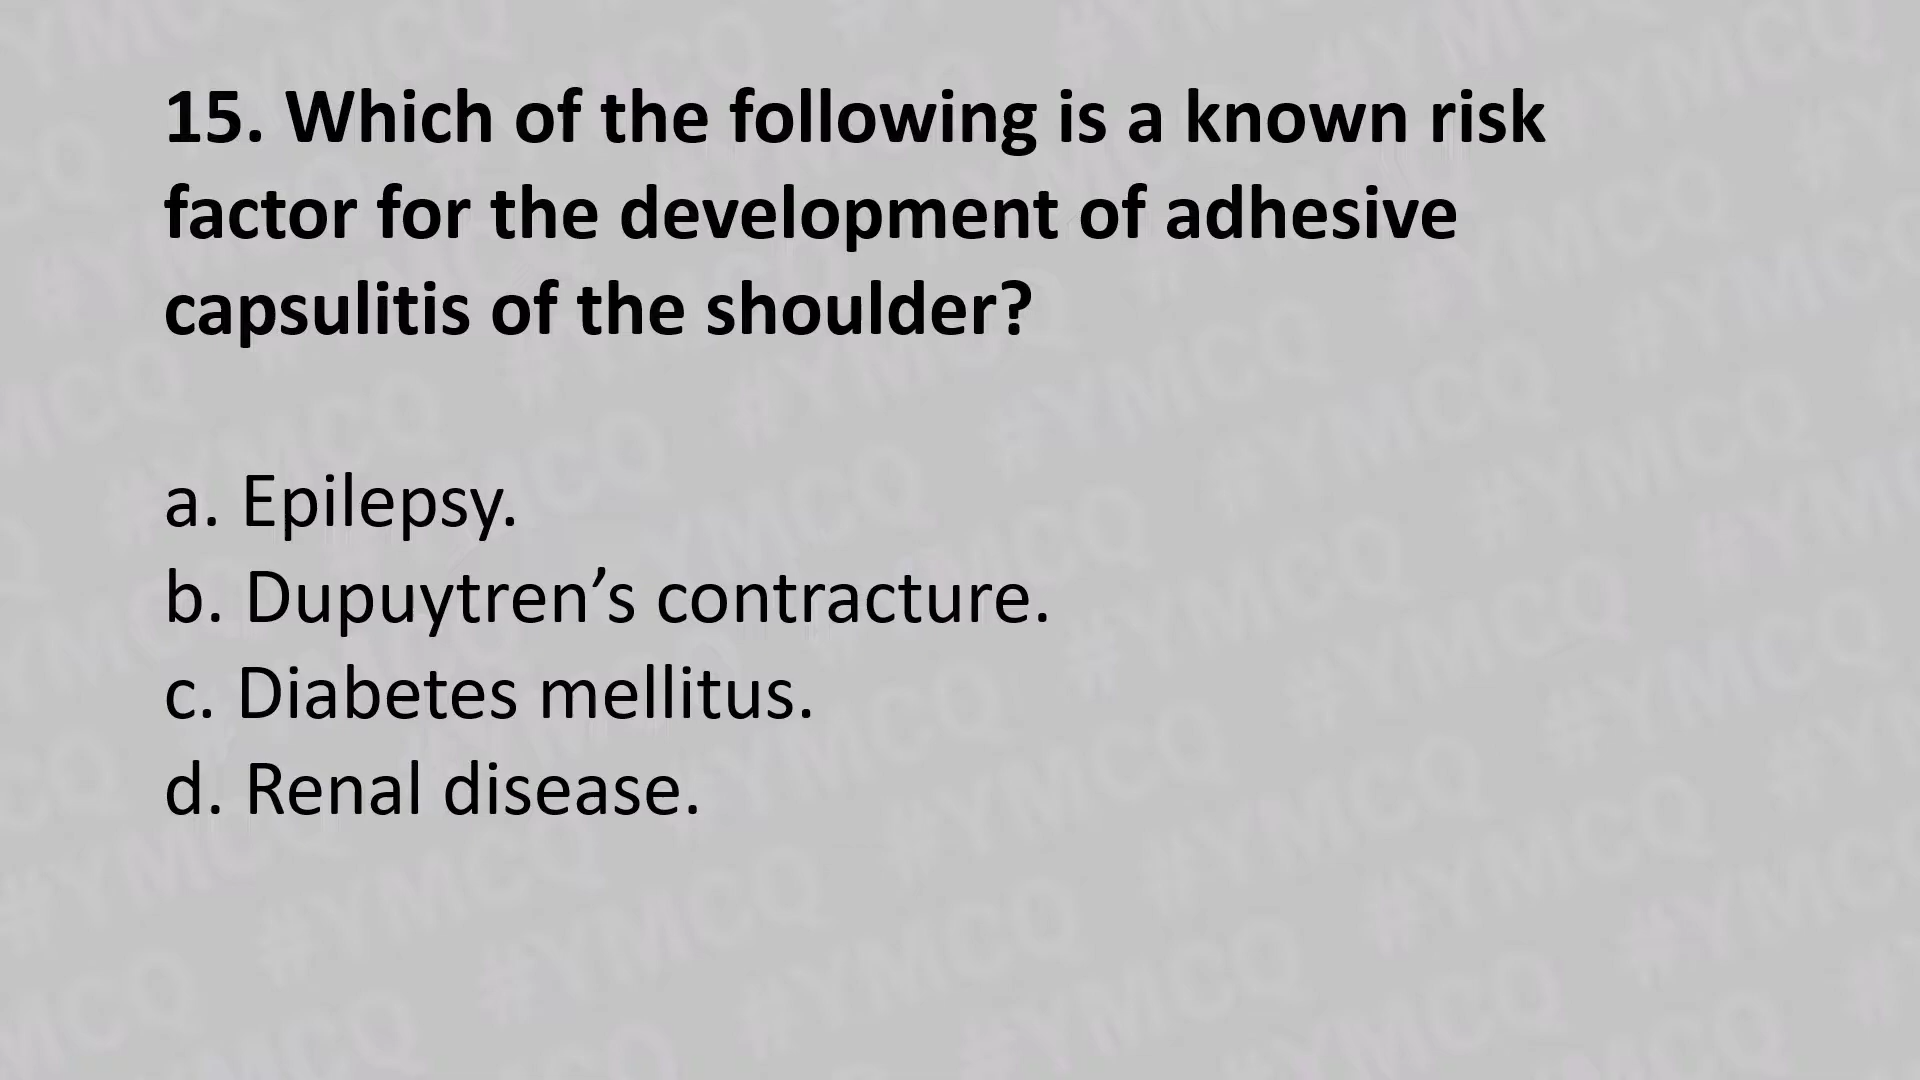 15. Which of the following is a known risk
factor for the development of adhesive
capsulitis of the shoulder?
a. Epilepsy.
b. Dupuytren’s contracture.
c. Diabetes mellitus.
d. Renal disease.
#YMCQ